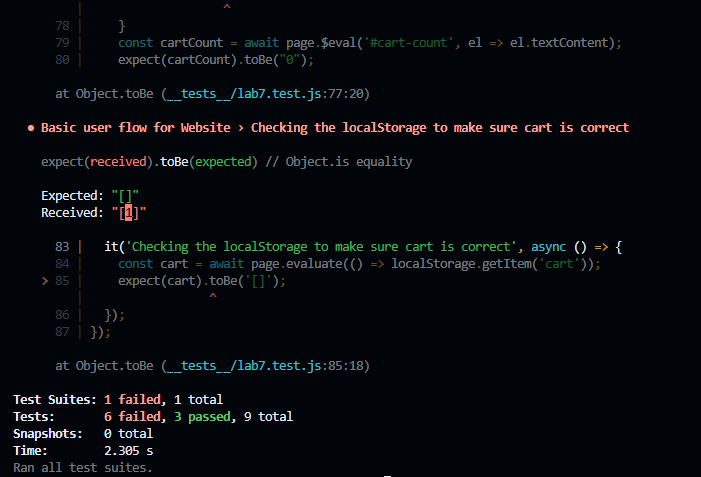 |                    ^
78 |     }
79 |     const cartCount = await page.$eval('#cart-count', el => el.textContent);
80 |     expect(cartCount).toBe("0");
at Object.toBe (__tests__/lab7.test.js:77:20)
● Basic user flow for Website › Checking the localStorage to make sure cart is correct
expect(received).toBe(expected) // Object.is equality
Expected: "[]"
Received: "[1]"
83 |   it('Checking the localStorage to make sure cart is correct', async () => {
84 |     const cart = await page.evaluate(() => localStorage.getItem('cart'));
> 85 |     expect(cart).toBe('[]');
|                  ^
86 |   });
87 | });
at Object.toBe (__tests__/lab7.test.js:85:18)
Test Suites: 1 failed, 1 total
Tests:       6 failed, 3 passed, 9 total
Snapshots:   0 total
Time:        2.305 s
Ran all test suites.